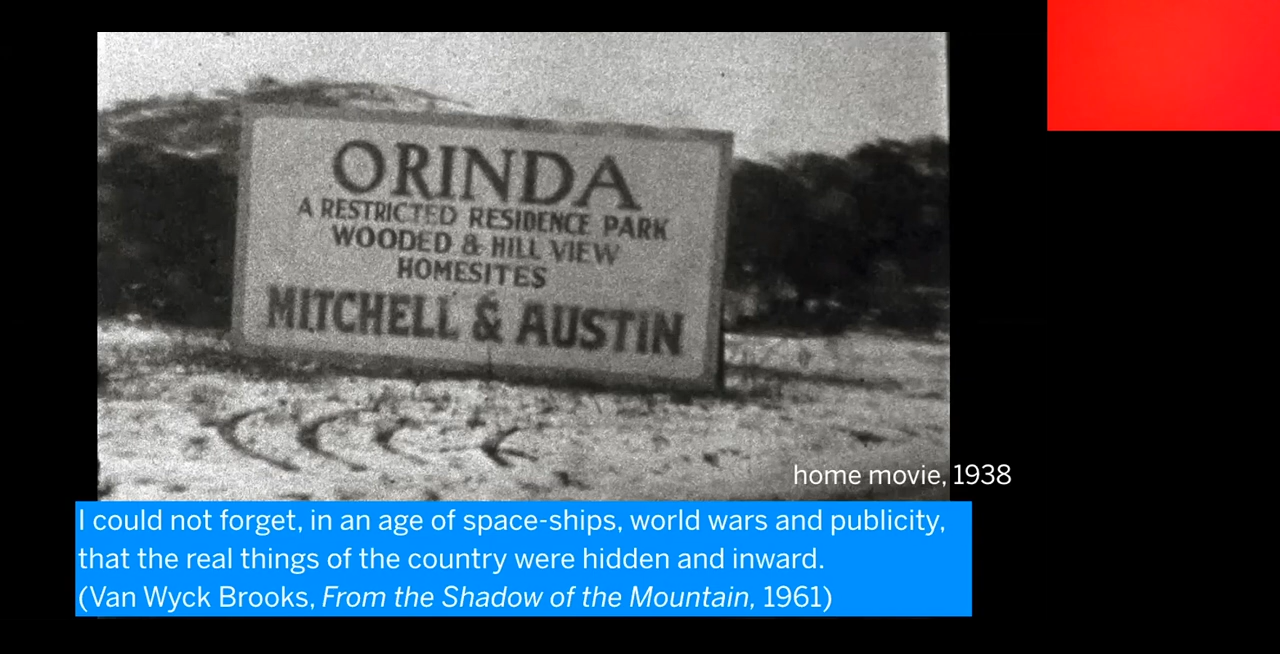 ORINDA
A RESTRICTED RESIDENCE PARK
WOODED & HILL VIEW
HOMESITES
MITCHELL & AUSTIN
home movie, 1938
I could not forget, in an age of space-ships, world wars and publicity,
that the real things of the country were hidden and inward.
(Van Wyck Brooks, From the Shadow of the Mountain, 1961)